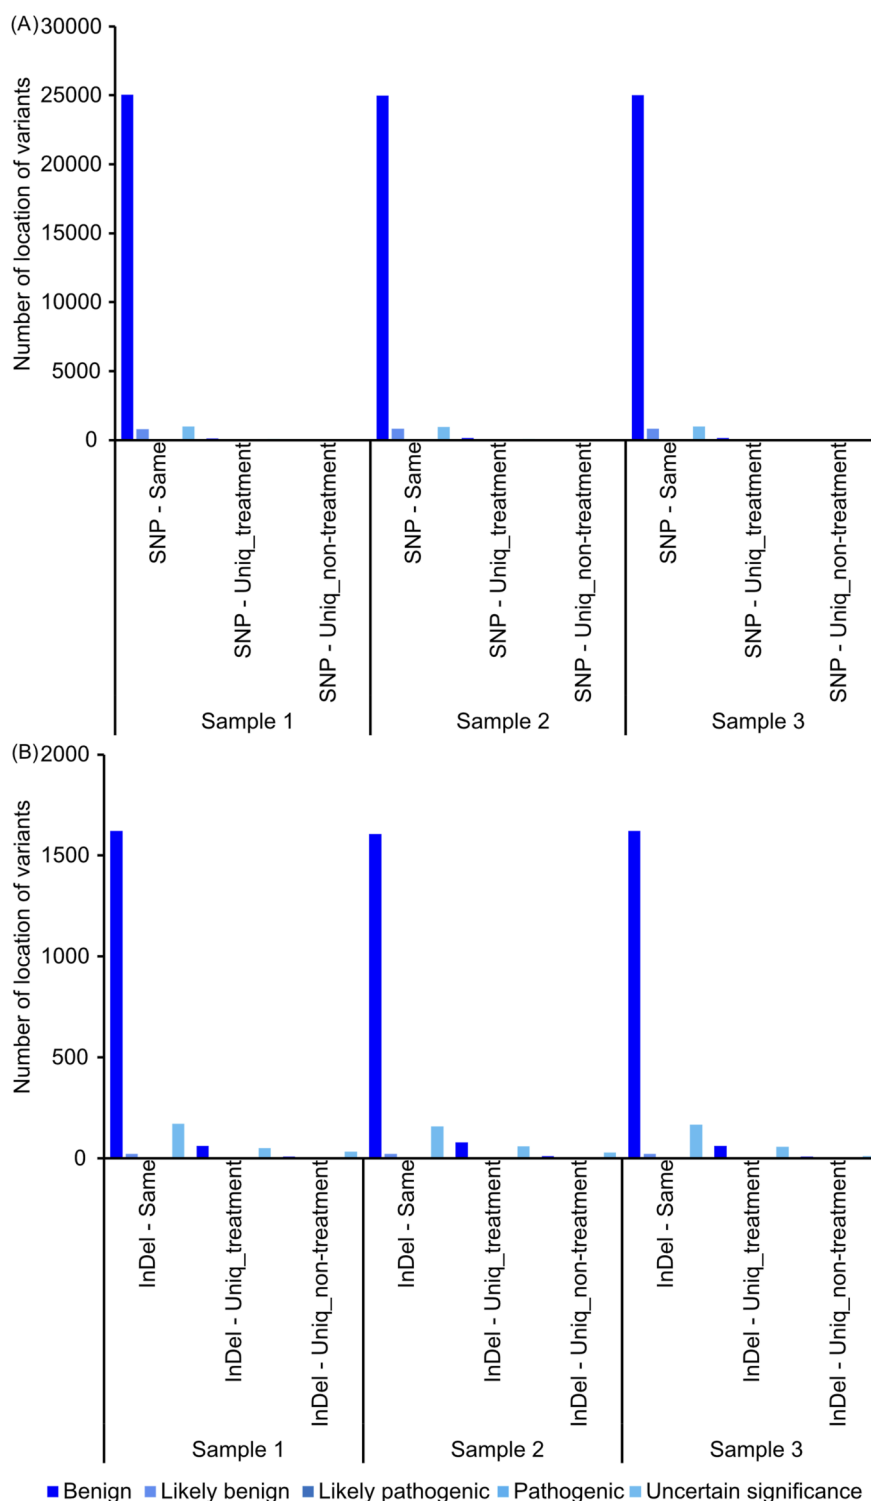 (A)
Number of location of variants
30000
25000
20000
15000
10000
5000
0
SNP - Same
SNP - Uniq_treatment
SNP - Uniq_non-treatment
SNP - Same
SNP - Uniq_treatment
SNP - Uniq_non-treatment
SNP - Same
SNP - Uniq_treatment
SNP - Uniq_non-treatment
Sample 1
Sample 2
Sample 3
(B)
Number of location of variants
2000
1500
1000
500
0
InDel - Same
InDel - Uniq_treatment
InDel - Uniq_non-treatment
InDel - Same
InDel - Uniq_treatment
InDel - Uniq_non-treatment
InDel - Same
InDel - Uniq_treatment
InDel - Uniq_non-treatment
Sample 1
Sample 2
Sample 3
Benign Likely benign Likely pathogenic Pathogenic Uncertain significance